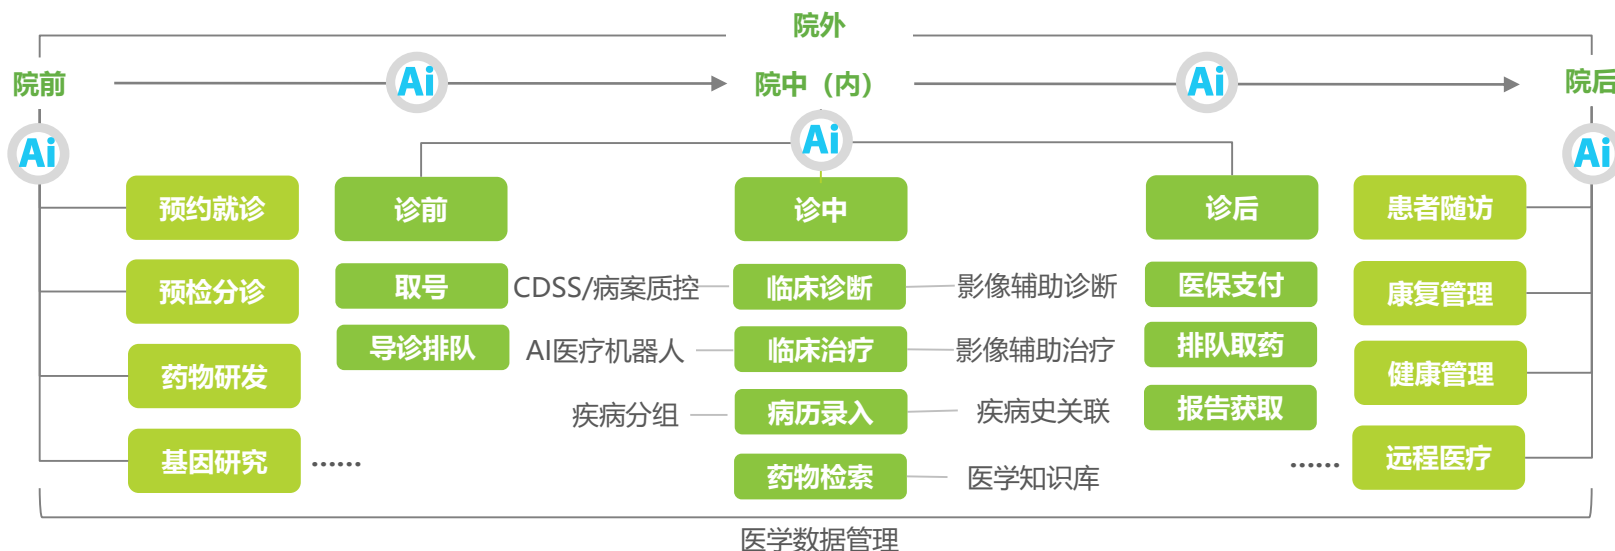 院外
院前
Ai
院中（内）
Ai
院后
Ai
Ai
Ai
预约就诊
诊前
诊中
诊后
患者随访
预检分诊
取号
CDSS/病案质控
临床诊断
影像辅助诊断
医保支付
康复管理
药物研发
导诊排队
AI医疗机器人
临床治疗
影像辅助治疗
排队取药
健康管理
疾病分组
病历录入
疾病史关联
报告获取
基因研究
……
药物检索
医学知识库
……
远程医疗
医学数据管理